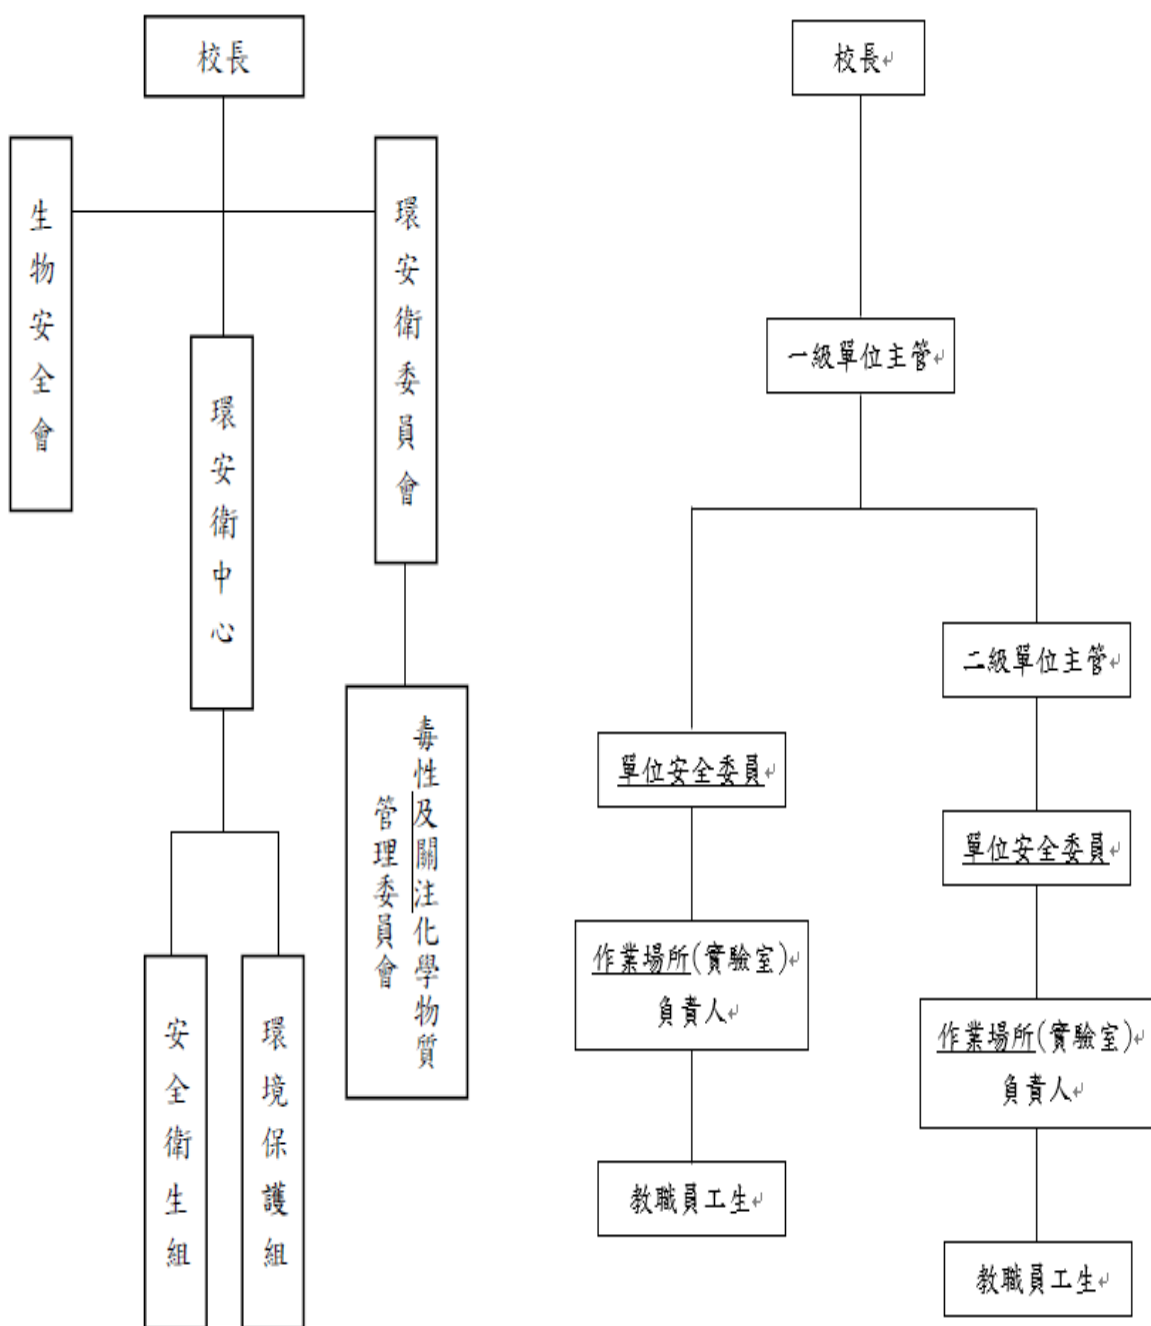 校長
生物安全會
環安衛委員會
環安衛中心
毒性及關注化學物質
管理委員會
安全衛生組
環境保護組
校長
一級單位主管
二級單位主管
單位安全委員
單位安全委員
作業場所(實驗室)
負責人
作業場所(實驗室)
負責人
教職員工生
教職員工生